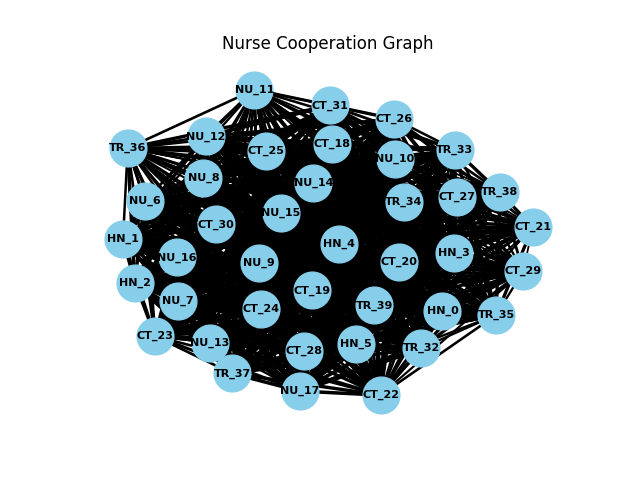 Nurse Cooperation Graph
NU_11
CT_31
CT_26
NU_12
TR_36
CT_25
CT_18
NU_10
TR_33
NU_8
NU_14
TR_38
NU_6
TR_34
CT_27
NU_15
CT_30
CT_21
HN_1
HN_4
NU_16
HN_3
NU_9
CT_20
CT_29
HN_2
CT_19
NU_7
CT_24
TR_39
HN_0
TR_35
CT_23
NU_13
CT_28
HN_5
TR_32
TR_37
NU_17
CT_22